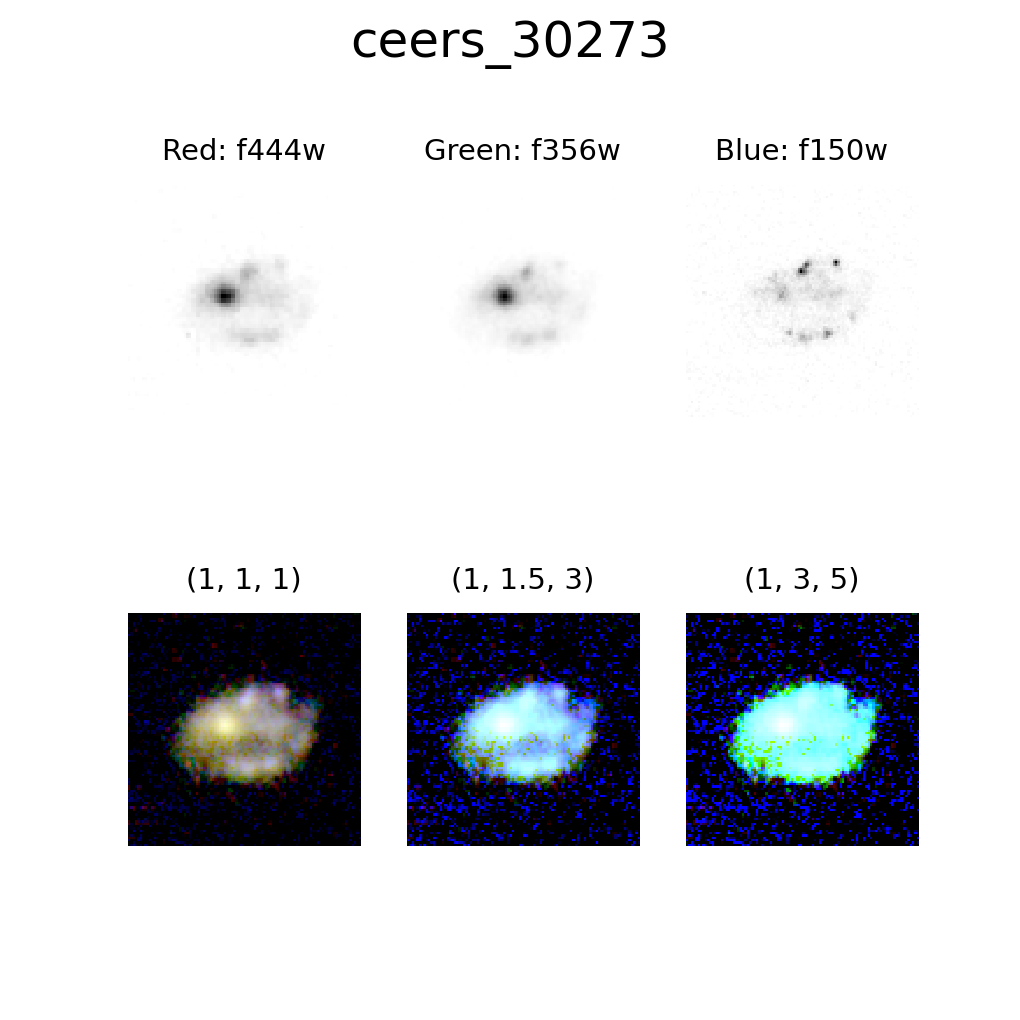 ceers_30273
Red: f444w
Green: f356w
Blue: f150w
(1, 1, 1)
(1, 1.5, 3)
(1, 3, 5)